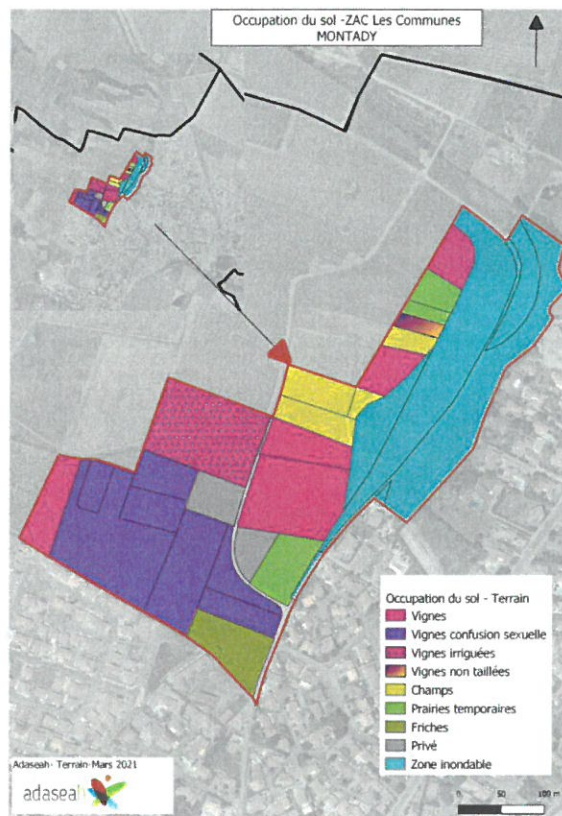 Occupation du sol -ZAC Les Communes
MONTADY
Occupation du sol - Terrain
Vignes
Vignes confusion sexuelle
Vignes irriguées
Vignes non taillées
Champs
Prairies temporaires
Friches
Privé
Zone inondable
Adaseah- Terrain-Mars 2021
adaseah
0 50 100 m